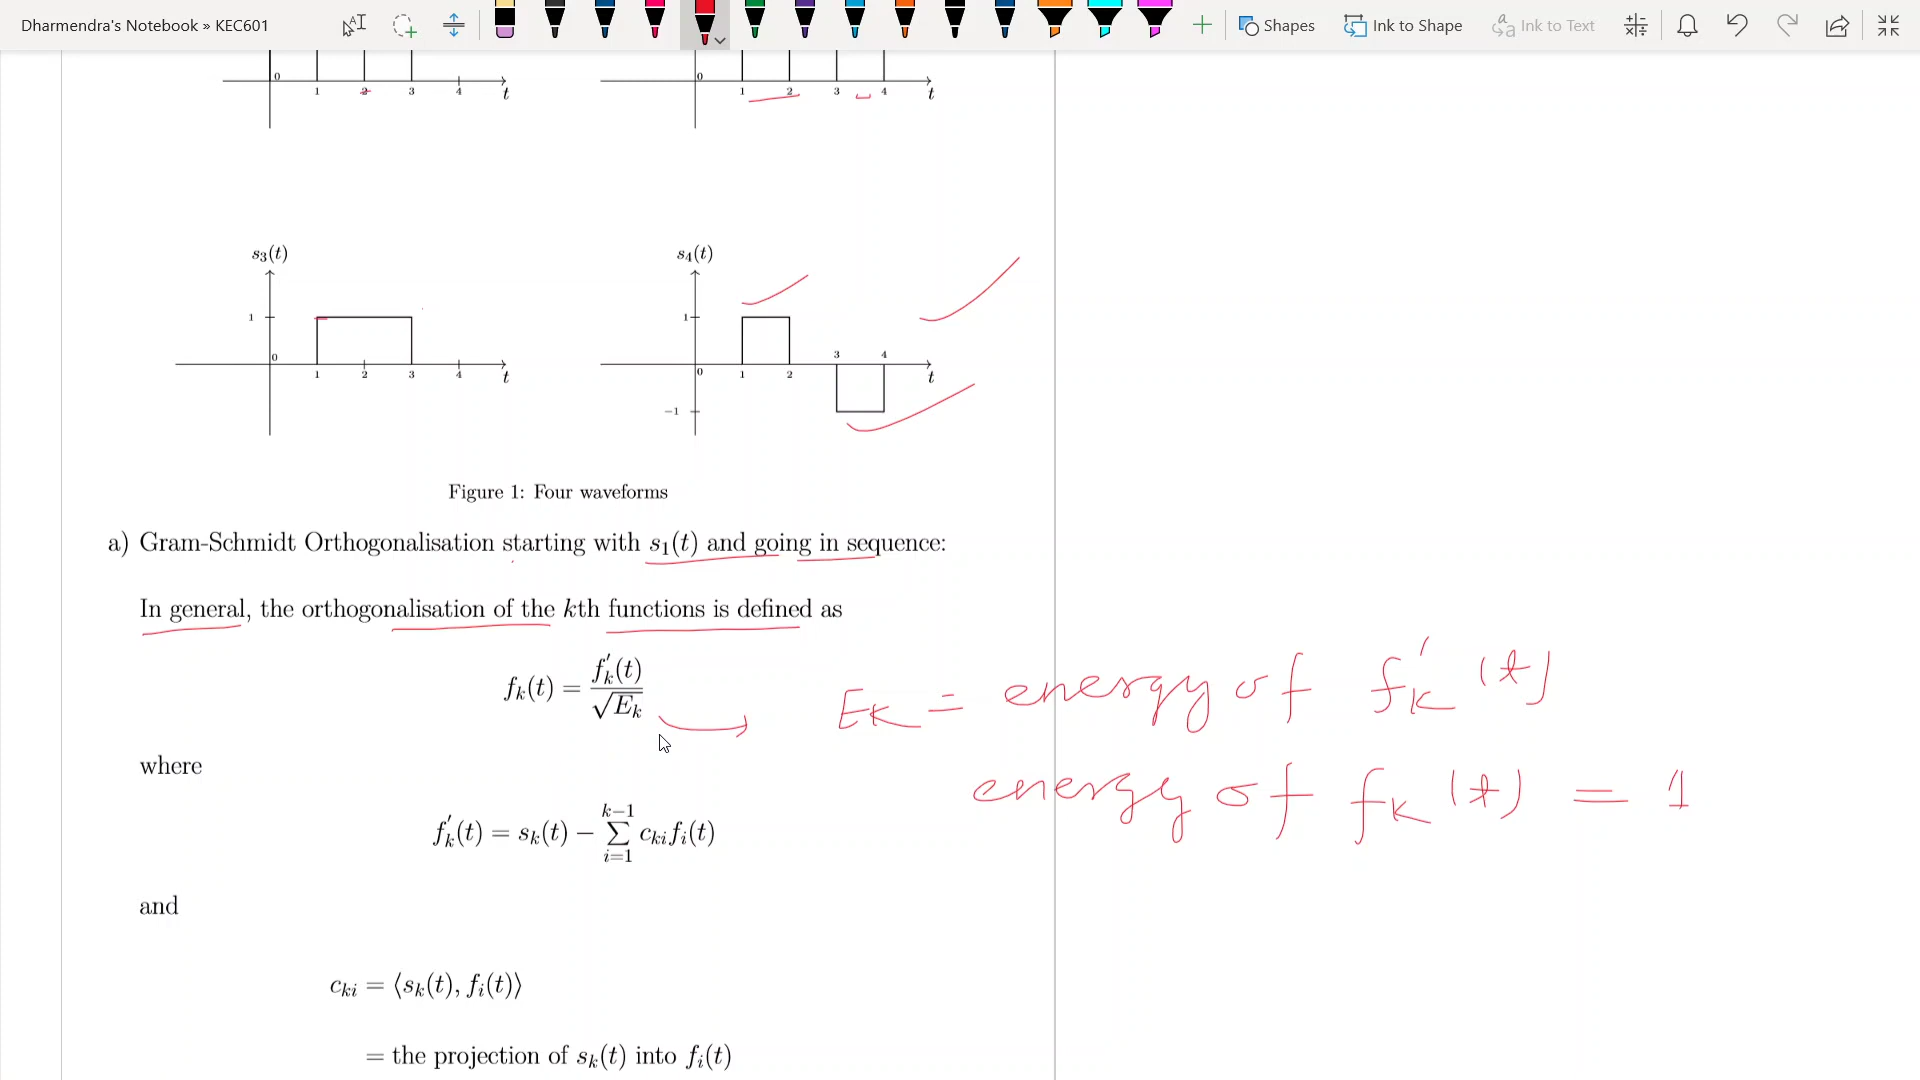 Dharmendra's Notebook » KEC601
Shapes Ink to Shape Ink to Text
0 1 2 3 4 t
0 1 2 3 4 t
s₃(t)
1
0
1 2 3 4 t
s₄(t)
1
3 4
0 1 2 t
−1
Figure 1: Four waveforms
a) Gram-Schmidt Orthogonalisation starting with s₁(t) and going in sequence:
In general, the orthogonalisation of the kth functions is defined as
fₖ(t) = fₖ′(t) / √Eₖ
EK = energy of fK′(t)
where
energy of fK(t) = 1
fₖ′(t) = sₖ(t) − ∑ᵢ₌₁ᵏ⁻¹ cₖᵢfᵢ(t)
and
cₖᵢ = ⟨sₖ(t), fᵢ(t)⟩
= the projection of sₖ(t) into fᵢ(t)